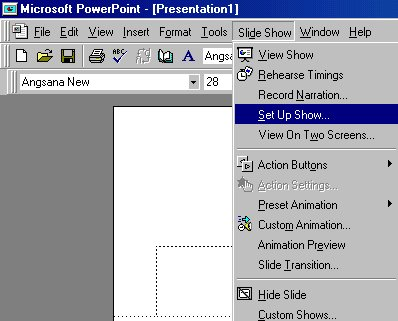 Microsoft PowerPoint - [Presentation1]
File Edit View Insert Format Tools Slide Show Window Help
ABC A Angsa
Angsana New 28
View Show
Rehearse Timings
Record Narration...
Set Up Show...
View On Two Screens...
Action Buttons
Action Settings...
Preset Animation
Custom Animation...
Animation Preview
Slide Transition...
Hide Slide
Custom Shows...